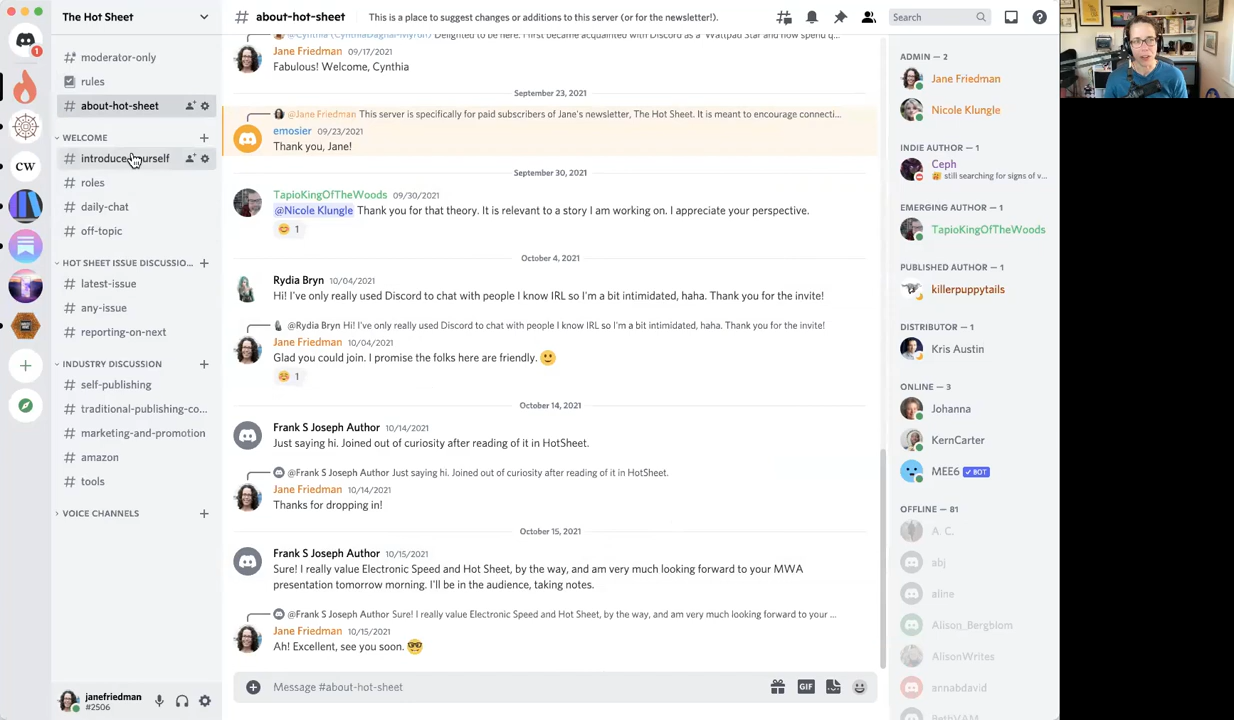 The Hot Sheet
# about-hot-sheet
This is a place to suggest changes or additions to this server (or for the newsletter!).
Search
1
CW
moderator-only
rules
# about-hot-sheet
WELCOME
# introduce-yourself
# roles
# daily-chat
# off-topic
HOT SHEET ISSUE DISCUSSIO...
# latest-issue
# any-issue
# reporting-on-next
INDUSTRY DISCUSSION
# self-publishing
# traditional-publishing-co...
# marketing-and-promotion
# amazon
# tools
VOICE CHANNELS
janefriedman
#2506
Jane Friedman 09/17/2021
Fabulous! Welcome, Cynthia
September 23, 2021
@Jane Friedman This server is specifically for paid subscribers of Jane's newsletter, The Hot Sheet. It is meant to encourage connecti...
emosier 09/23/2021
Thank you, Jane!
September 30, 2021
TapioKingOfTheWoods 09/30/2021
@Nicole Klungle Thank you for that theory. It is relevant to a story I am working on. I appreciate your perspective.
1
October 4, 2021
Rydia Bryn 10/04/2021
Hi! I've only really used Discord to chat with people I know IRL so I'm a bit intimidated, haha. Thank you for the invite!
@Rydia Bryn Hi! I've only really used Discord to chat with people I know IRL so I'm a bit intimidated, haha. Thank you for the invite!
Jane Friedman 10/04/2021
Glad you could join. I promise the folks here are friendly.
1
October 14, 2021
Frank S Joseph Author 10/14/2021
Just saying hi. Joined out of curiosity after reading of it in HotSheet.
@Frank S Joseph Author Just saying hi. Joined out of curiosity after reading of it in HotSheet.
Jane Friedman 10/14/2021
Thanks for dropping in!
October 15, 2021
Frank S Joseph Author 10/15/2021
Sure! I really value Electronic Speed and Hot Sheet, by the way, and am very much looking forward to your MWA
presentation tomorrow morning. I'll be in the audience, taking notes.
@Frank S Joseph Author Sure! I really value Electronic Speed and Hot Sheet, by the way, and am very much looking forward to your ...
Jane Friedman 10/15/2021
Ah! Excellent, see you soon.
Message #about-hot-sheet
GIF
ADMIN — 2
Jane Friedman
Nicole Klungle
INDIE AUTHOR — 1
Ceph
still searching for signs of v...
EMERGING AUTHOR — 1
TapioKingOfTheWoods
PUBLISHED AUTHOR — 1
killerpuppytails
DISTRIBUTOR — 1
Kris Austin
ONLINE — 3
Johanna
KernCarter
MEE6 ✓ BOT
OFFLINE — 81
A. C.
abj
aline
Alison_Bergblom
AlisonWrites
annabdavid
BethVAM